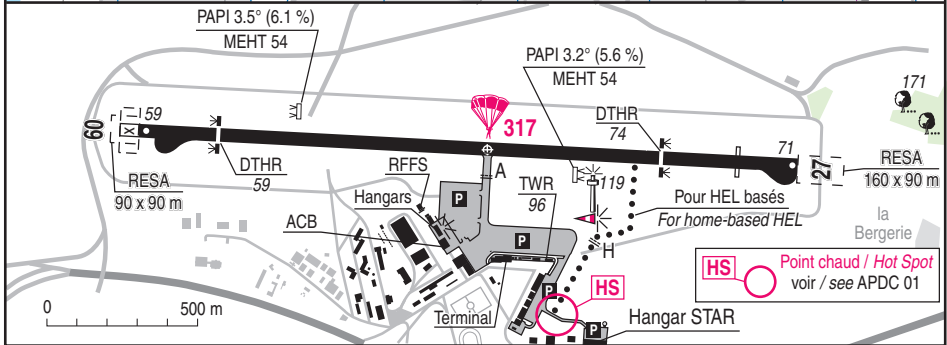 PAPI 3.5° (6.1 %)
MEHT 54
PAPI 3.2° (5.6 %)
MEHT 54
171
59
09
317
DTHR
74
71
27
DTHR
59
RFFS
A
TWR
96
119
RESA
90 x 90 m
RESA
160 x 90 m
Hangars
P
Pour HEL basés
For home-based HEL
ACB
P
H
la
Bergerie
HS
Point chaud / Hot Spot
voir / see APDC 01
HS
P
0
500 m
Terminal
P
Hangar STAR